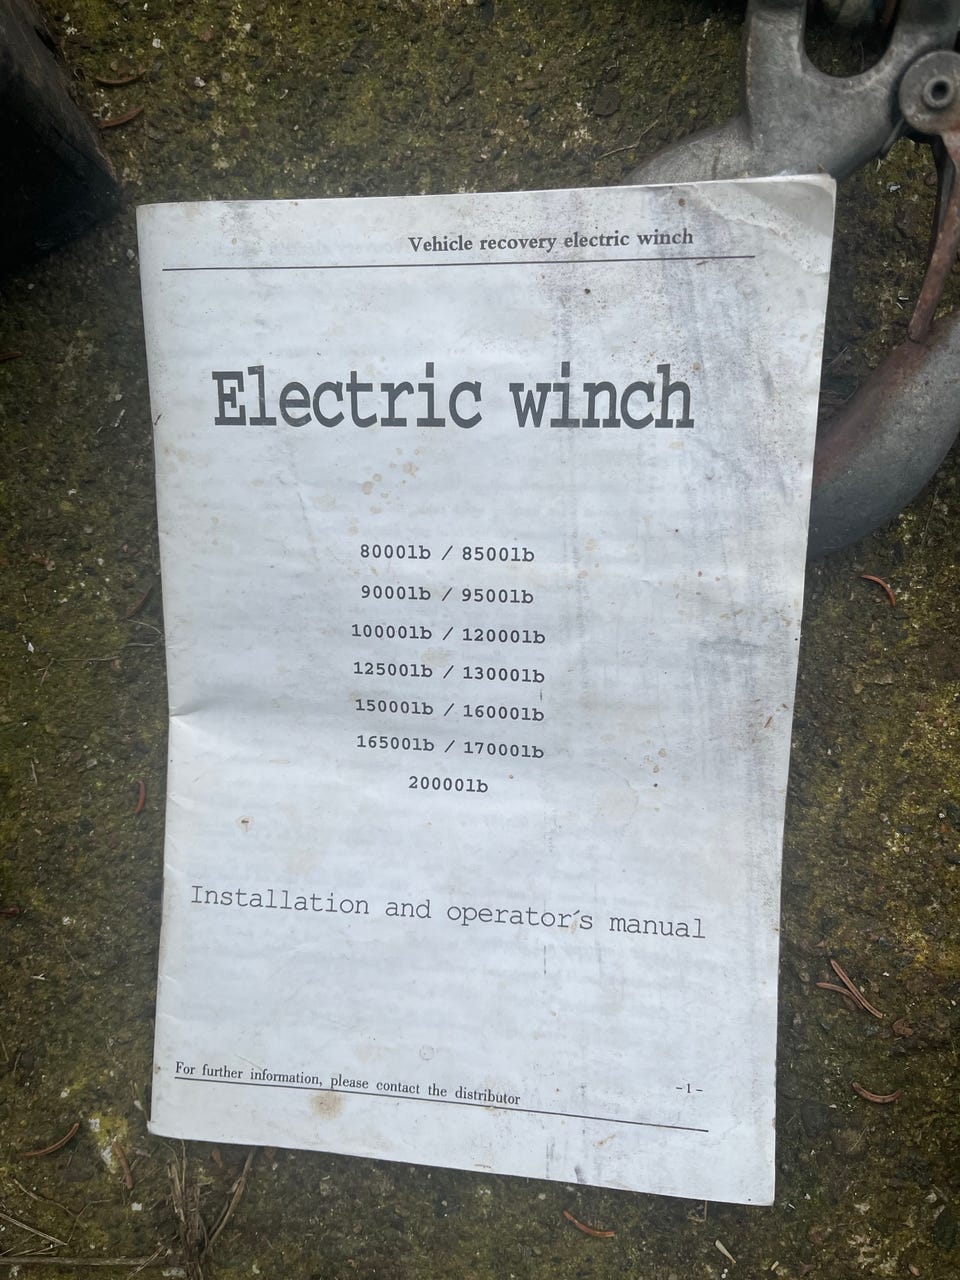 Vehicle recovery electric winch
Electric winch
8000lb / 8500lb
9000lb / 9500lb
10000lb / 12000lb
12500lb / 13000lb
15000lb / 16000lb
16500lb / 17000lb
20000lb
Installation and operator´s manual
For further information, please contact the distributor
-1-